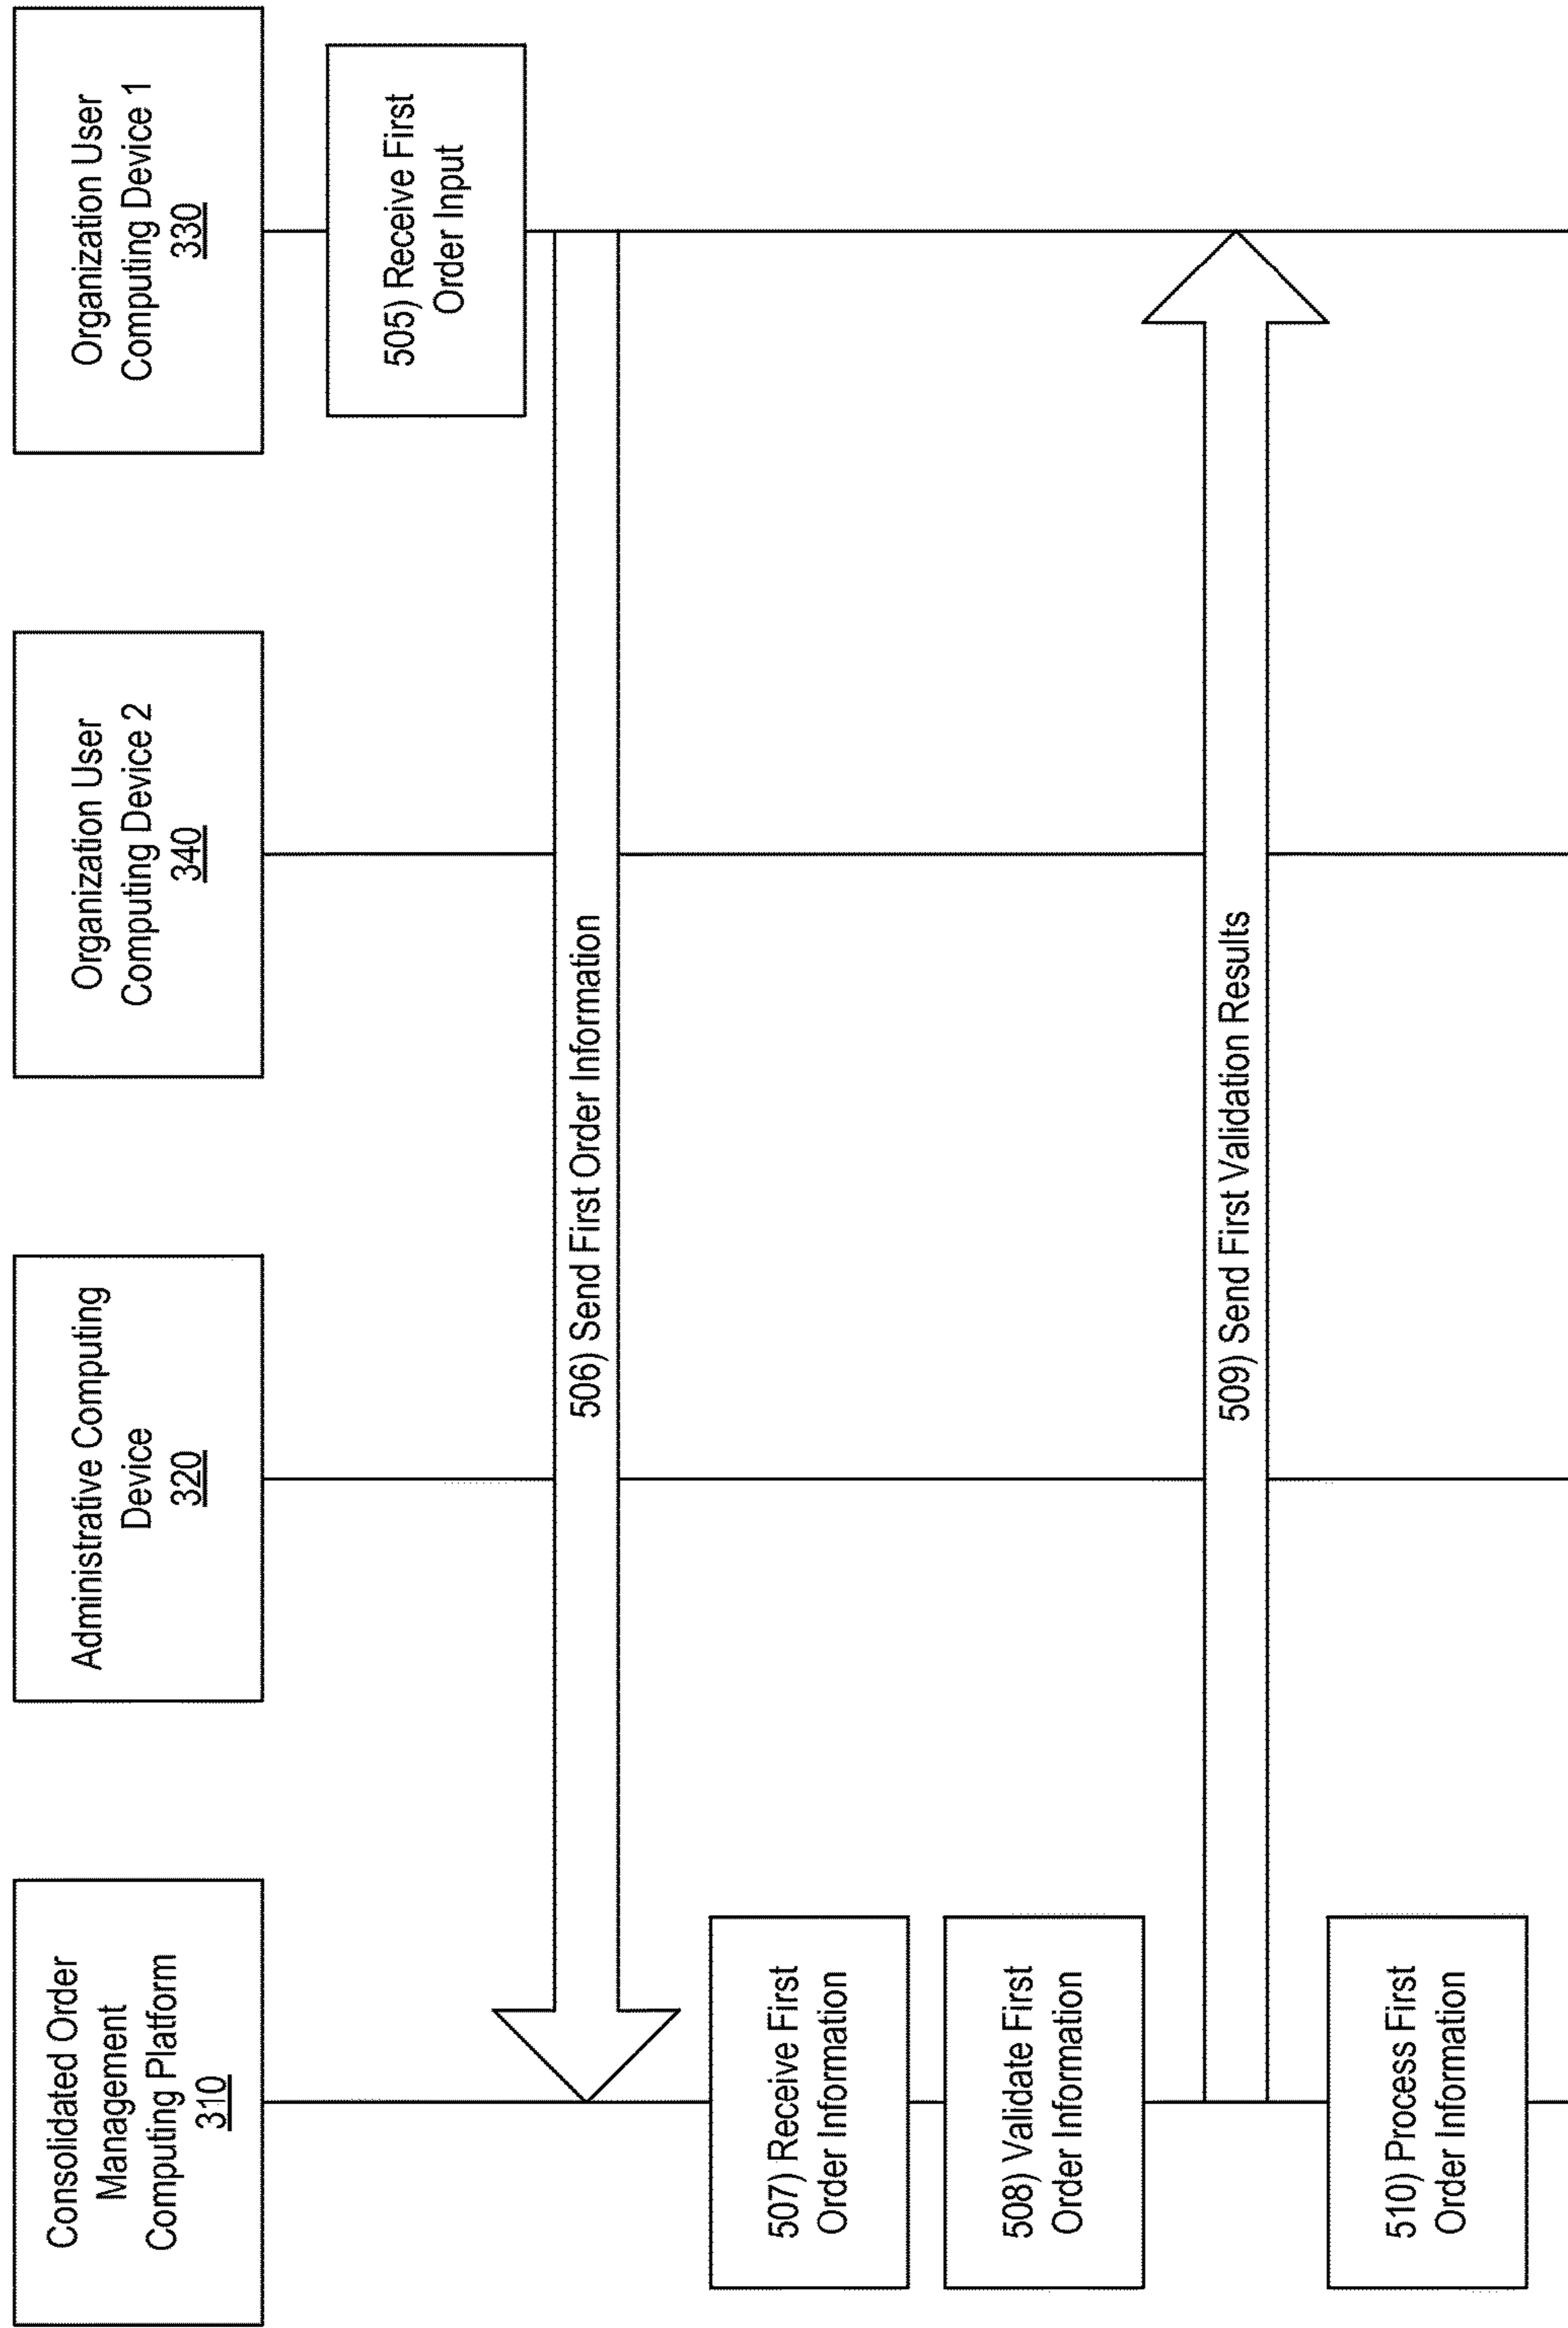 Consolidated Order
Management
Computing Platform
310
Administrative Computing
Device
320
Organization User
Computing Device 2
340
Organization User
Computing Device 1
330
505) Receive First
Order Input
506) Send First Order Information
507) Receive First
Order Information
508) Validate First
Order Information
509) Send First Validation Results
510) Process First
Order Information